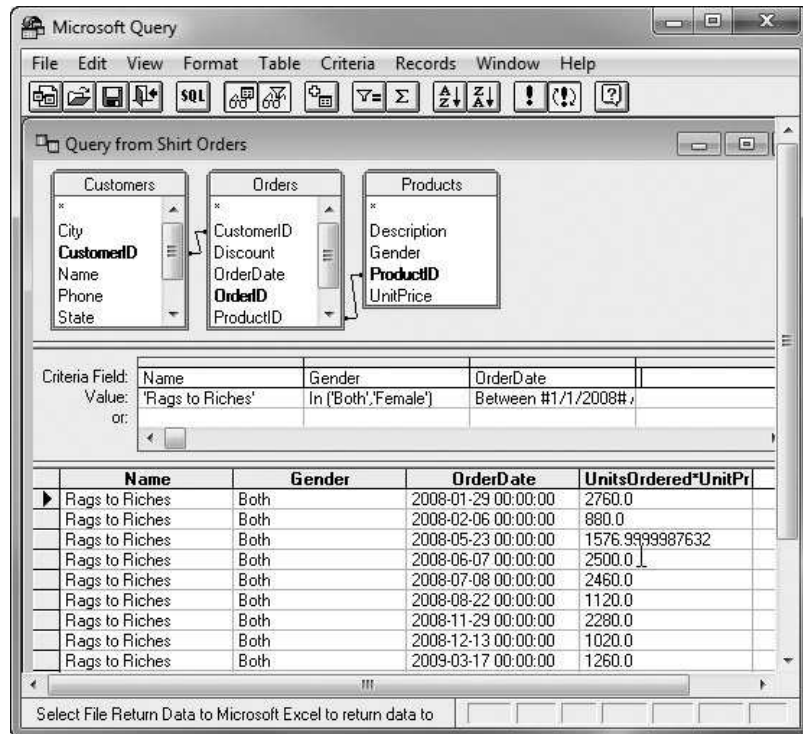 Microsoft Query
File Edit View Format Table Criteria Records Window Help
SQL
Query from Shirt Orders
Customers
*
City
CustomerID
Name
Phone
State
Orders
*
CustomerID
Discount
OrderDate
OrderID
ProductID
Products
*
Description
Gender
ProductID
UnitPrice
Criteria Field: Name Gender OrderDate
Value: 'Rags to Riches' In ('Both','Female') Between #1/1/2008#
or:
Name Gender OrderDate UnitsOrdered*UnitPr
Rags to Riches Both 2008-01-29 00:00:00 2760.0
Rags to Riches Both 2008-02-06 00:00:00 880.0
Rags to Riches Both 2008-05-23 00:00:00 1576.9999987632
Rags to Riches Both 2008-06-07 00:00:00 2500.0
Rags to Riches Both 2008-07-08 00:00:00 2460.0
Rags to Riches Both 2008-08-22 00:00:00 1120.0
Rags to Riches Both 2008-11-29 00:00:00 2280.0
Rags to Riches Both 2008-12-13 00:00:00 1020.0
Rags to Riches Both 2009-03-17 00:00:00 1260.0
Select File Return Data to Microsoft Excel to return data to